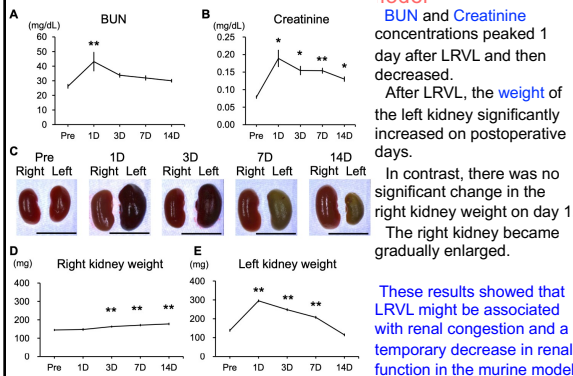 A
BUN
(mg/dL)
60
50
40
30
20
10
0
**
Pre 1D 3D 7D 14D
B
Creatinine
(mg/dL)
0.25
0.20
0.15
0.10
0.05
0.00
* * ** *
Pre 1D 3D 7D 14D
C
Pre 1D 3D 7D 14D
Right Left Right Left Right Left Right Left Right Left
D
Right kidney weight
(mg)
400
300
200
100
0
** ** **
Pre 1D 3D 7D 14D
E
Left kidney weight
(mg)
400
300
200
100
0
** ** **
Pre 1D 3D 7D 14D
BUN and Creatinine
concentrations peaked 1
day after LRVL and then
decreased.
After LRVL, the weight of
the left kidney significantly
increased on postoperative
days.
In contrast, there was no
significant change in the
right kidney weight on day 1
The right kidney became
gradually enlarged.
These results showed that
LRVL might be associated
with renal congestion and a
temporary decrease in renal
function in the murine model